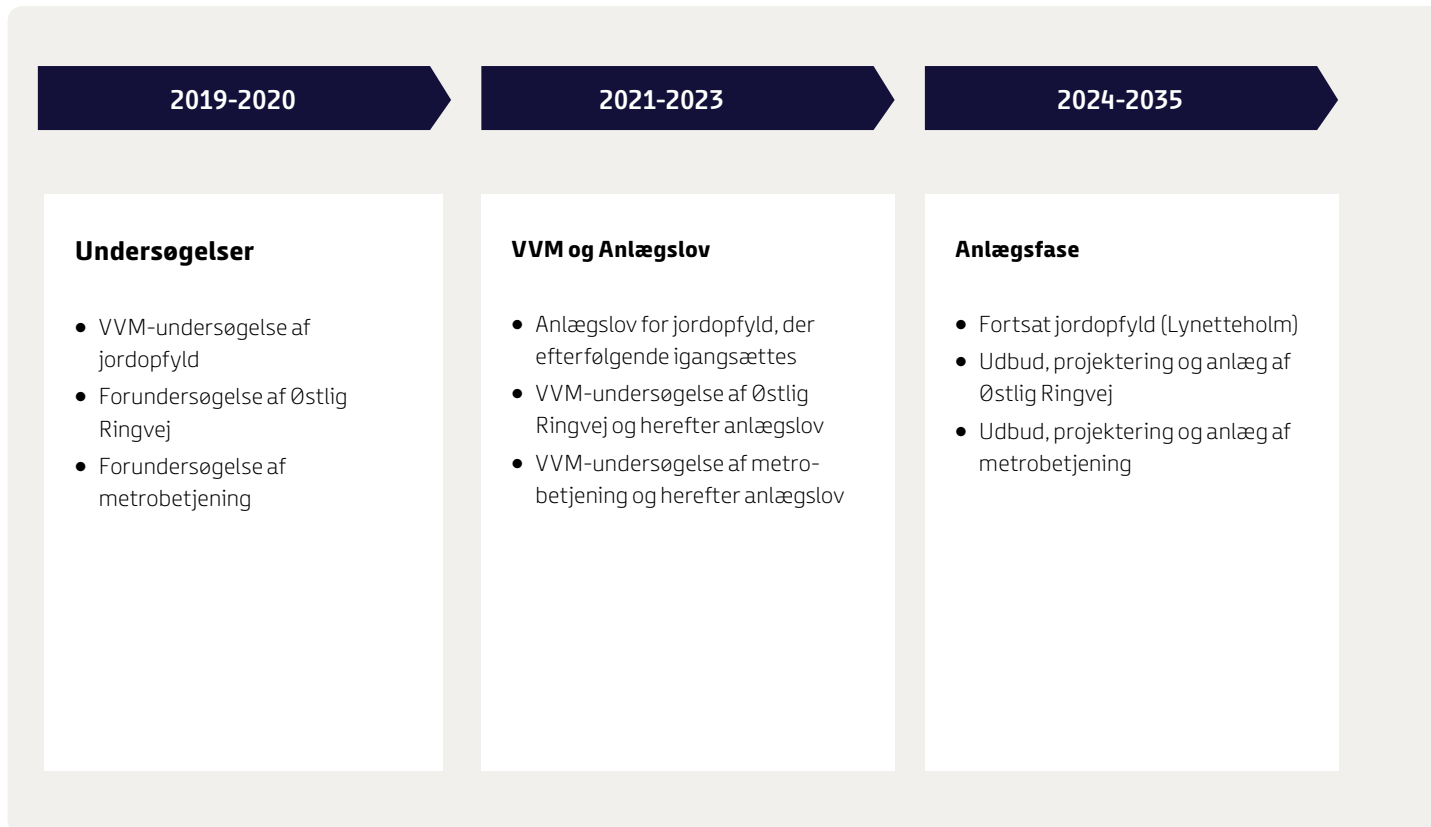 2019-2020
Undersøgelser
• VVM-undersøgelse af
jordopfyld
• Forundersøgelse af Østlig
Ringvej
• Forundersøgelse af
metrobetjening
2021-2023
VVM og Anlægslov
• Anlægslov for jordopfyld, der
efterfølgende igangsættes
• VVM-undersøgelse af Østlig
Ringvej og herefter anlægslov
• VVM-undersøgelse af metro-
betjening og herefter anlægslov
2024-2035
Anlægsfase
• Fortsat jordopfyld (Lynetteholm)
• Udbud, projektering og anlæg af
Østlig Ringvej
• Udbud, projektering og anlæg af
metrobetjening